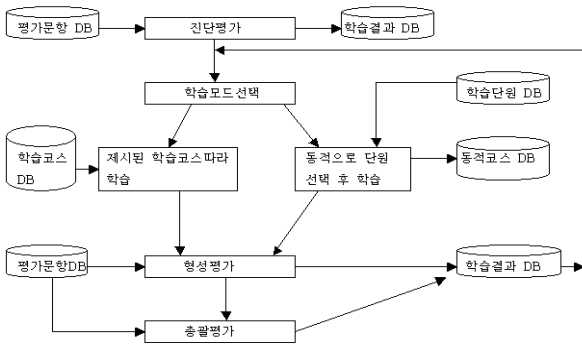 평가문항 DB
진단평가
학습결과 DB
학습모드선택
학습단원 DB
학습코스
DB
제시된 학습코스따라
학습
동적으로 단원
선택 후 학습
동적코스 DB
평가문항DB
형성평가
학습결과 DB
총괄평가